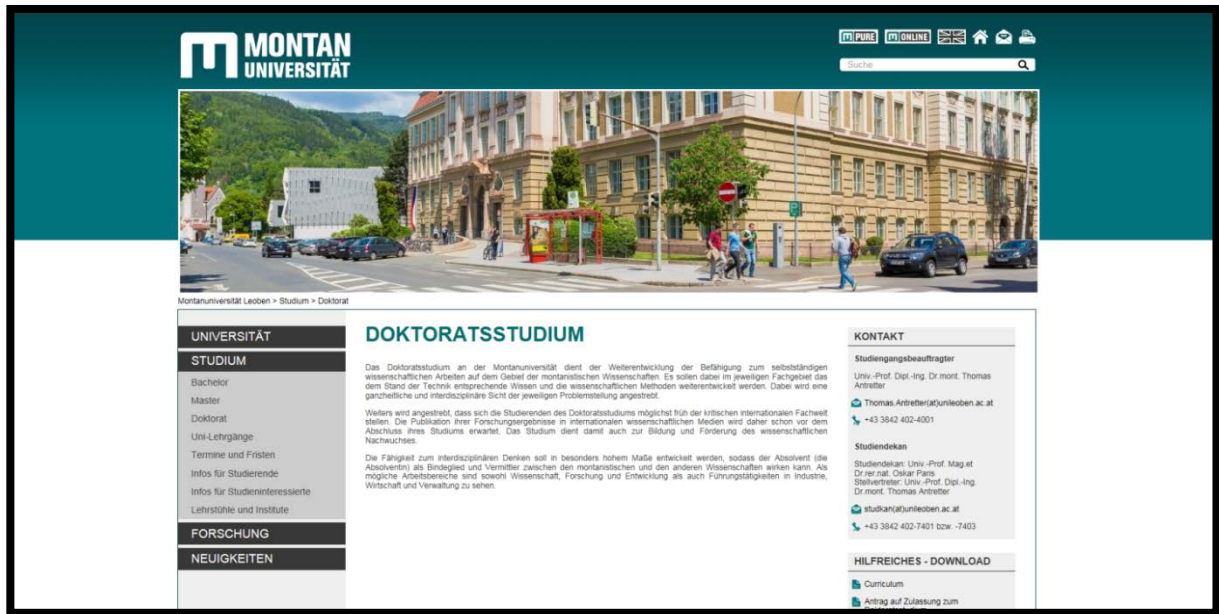 MONTAN
UNIVERSITÄT
PURE
ONLINE
Suche
Montanuniversität Leoben > Studium > Doktorat
UNIVERSITÄT
STUDIUM
Bachelor
Master
Doktorat
Uni-Lehrgänge
Termine und Fristen
Infos für Studierende
Infos für Studieninteressierte
Lehrstühle und Institute
FORSCHUNG
NEUIGKEITEN
DOKTORATSSTUDIUM
Das Doktoratsstudium an der Montanuniversität dient der Weiterentwicklung der Befähigung zum selbstständigen
wissenschaftlichen Arbeiten auf dem Gebiet der montanistischen Wissenschaften. Es sollen dabei im jeweiligen Fachgebiet das
dem Stand der Technik entsprechende Wissen und die wissenschaftlichen Methoden weiterentwickelt werden. Dabei wird eine
ganzheitliche und interdisziplinäre Sicht der jeweiligen Problemstellung angestrebt.
Weiters wird angestrebt, dass sich die Studierenden des Doktoratsstudiums möglichst früh der kritischen internationalen Fachwelt
stellen. Die Publikation ihrer Forschungsergebnisse in internationalen wissenschaftlichen Medien wird daher schon vor dem
Abschluss ihres Studiums erwartet. Das Studium dient damit auch zur Bildung und Förderung des wissenschaftlichen
Nachwuchses.
Die Fähigkeit zum interdisziplinären Denken soll in besonders hohem Maße entwickelt werden, sodass der Absolvent (die
Absolventin) als Bindeglied und Vermittler zwischen den montanistischen und den anderen Wissenschaften wirken kann. Als
mögliche Arbeitsbereiche sind sowohl Wissenschaft, Forschung und Entwicklung als auch Führungstätigkeiten in Industrie,
Wirtschaft und Verwaltung zu sehen.
KONTAKT
Studiengangsbeauftragter
Univ.-Prof. Dipl.-Ing. Dr.mont. Thomas
Antretter
Thomas.Antretter(at)unileoben.ac.at
+43 3842 402-4001
Studiendekan
Studiendekan: Univ.-Prof. Mag.et
Dr.rer.nat. Oskar Paris
Stellvertreter: Univ.-Prof. Dipl.-Ing.
Dr.mont. Thomas Antretter
studkan(at)unileoben.ac.at
+43 3842 402-7401 bzw. -7403
HILFREICHES - DOWNLOAD
Curriculum
Antrag auf Zulassung zum